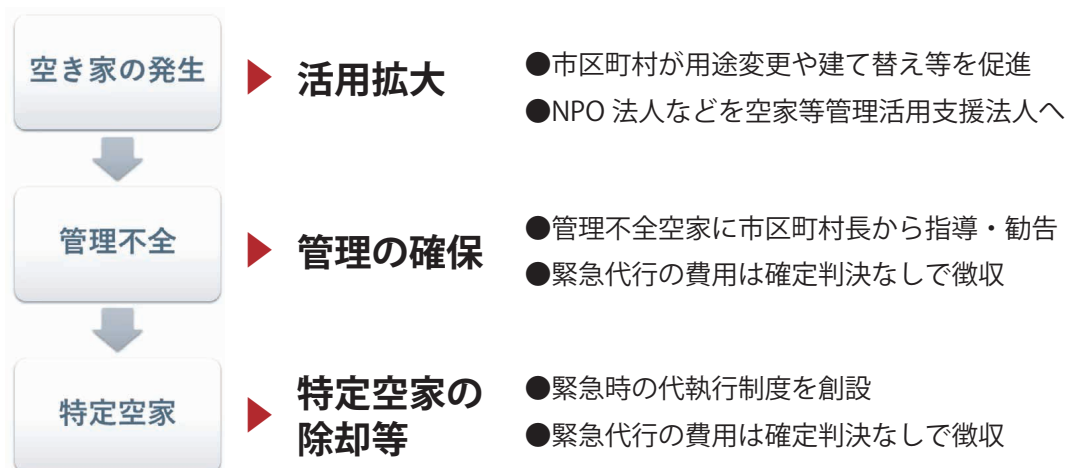 空き家の発生
活用拡大
●市区町村が用途変更や建て替え等を促進
●NPO 法人などを空家等管理活用支援法人へ
管理不全
管理の確保
●管理不全空家に市区町村長から指導・勧告
●緊急代行の費用は確定判決なしで徴収
特定空家
特定空家の
除却等
●緊急時の代執行制度を創設
●緊急代行の費用は確定判決なしで徴収